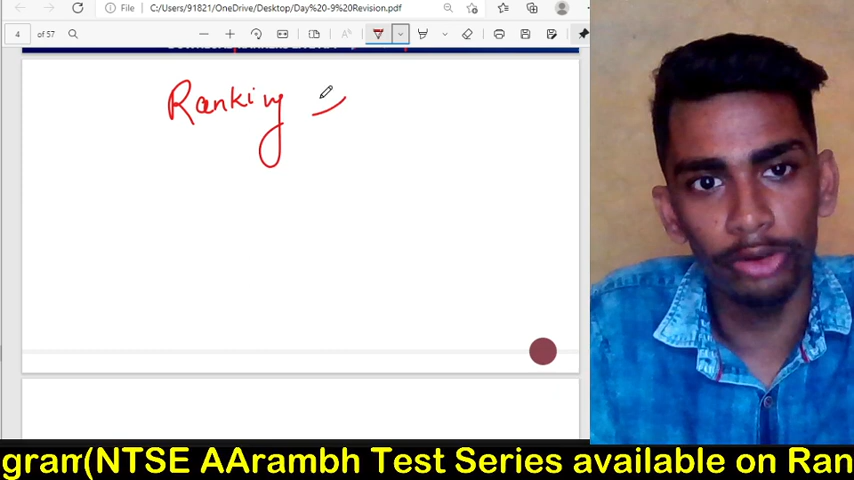 File C:/Users/91821/OneDrive/Desktop/Day%20-9%20Revision.pdf
4 of 57
Ranking
gram(NTSE AArambh Test Series available on Ran